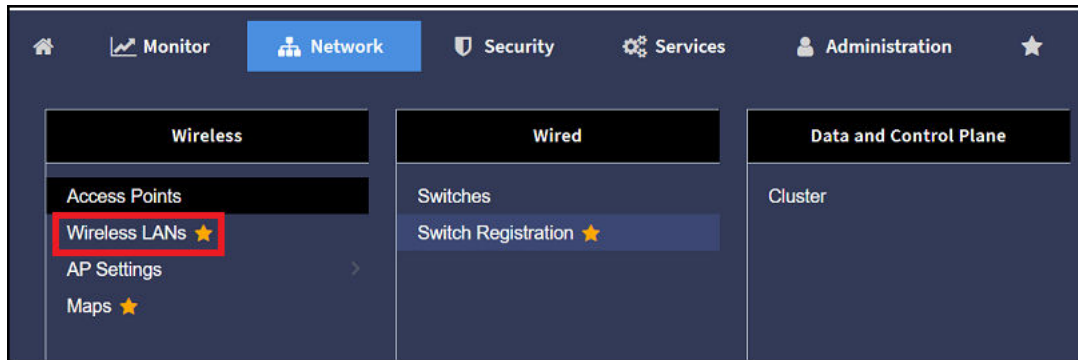 Monitor Network Security Services Administration
Wireless Wired Data and Control Plane
Access Points Switches Cluster
Wireless LANs Switch Registration
AP Settings
Maps